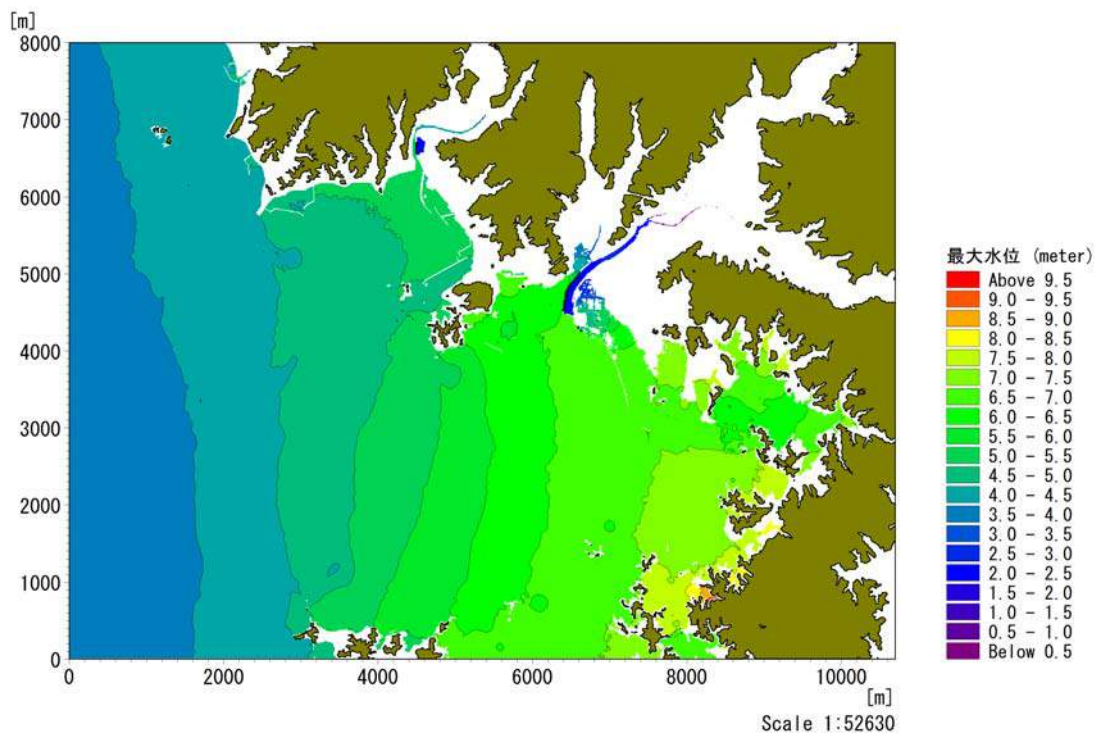 [m]
8000
7000
6000
5000
4000
3000
2000
1000
0
0 2000 4000 6000 8000 10000
[m]
Scale 1:52630
最大水位 (meter)
Above 9.5
9.0 - 9.5
8.5 - 9.0
8.0 - 8.5
7.5 - 8.0
7.0 - 7.5
6.5 - 7.0
6.0 - 6.5
5.5 - 6.0
5.0 - 5.5
4.5 - 5.0
4.0 - 4.5
3.5 - 4.0
3.0 - 3.5
2.5 - 3.0
2.0 - 2.5
1.5 - 2.0
1.0 - 1.5
0.5 - 1.0
Below 0.5